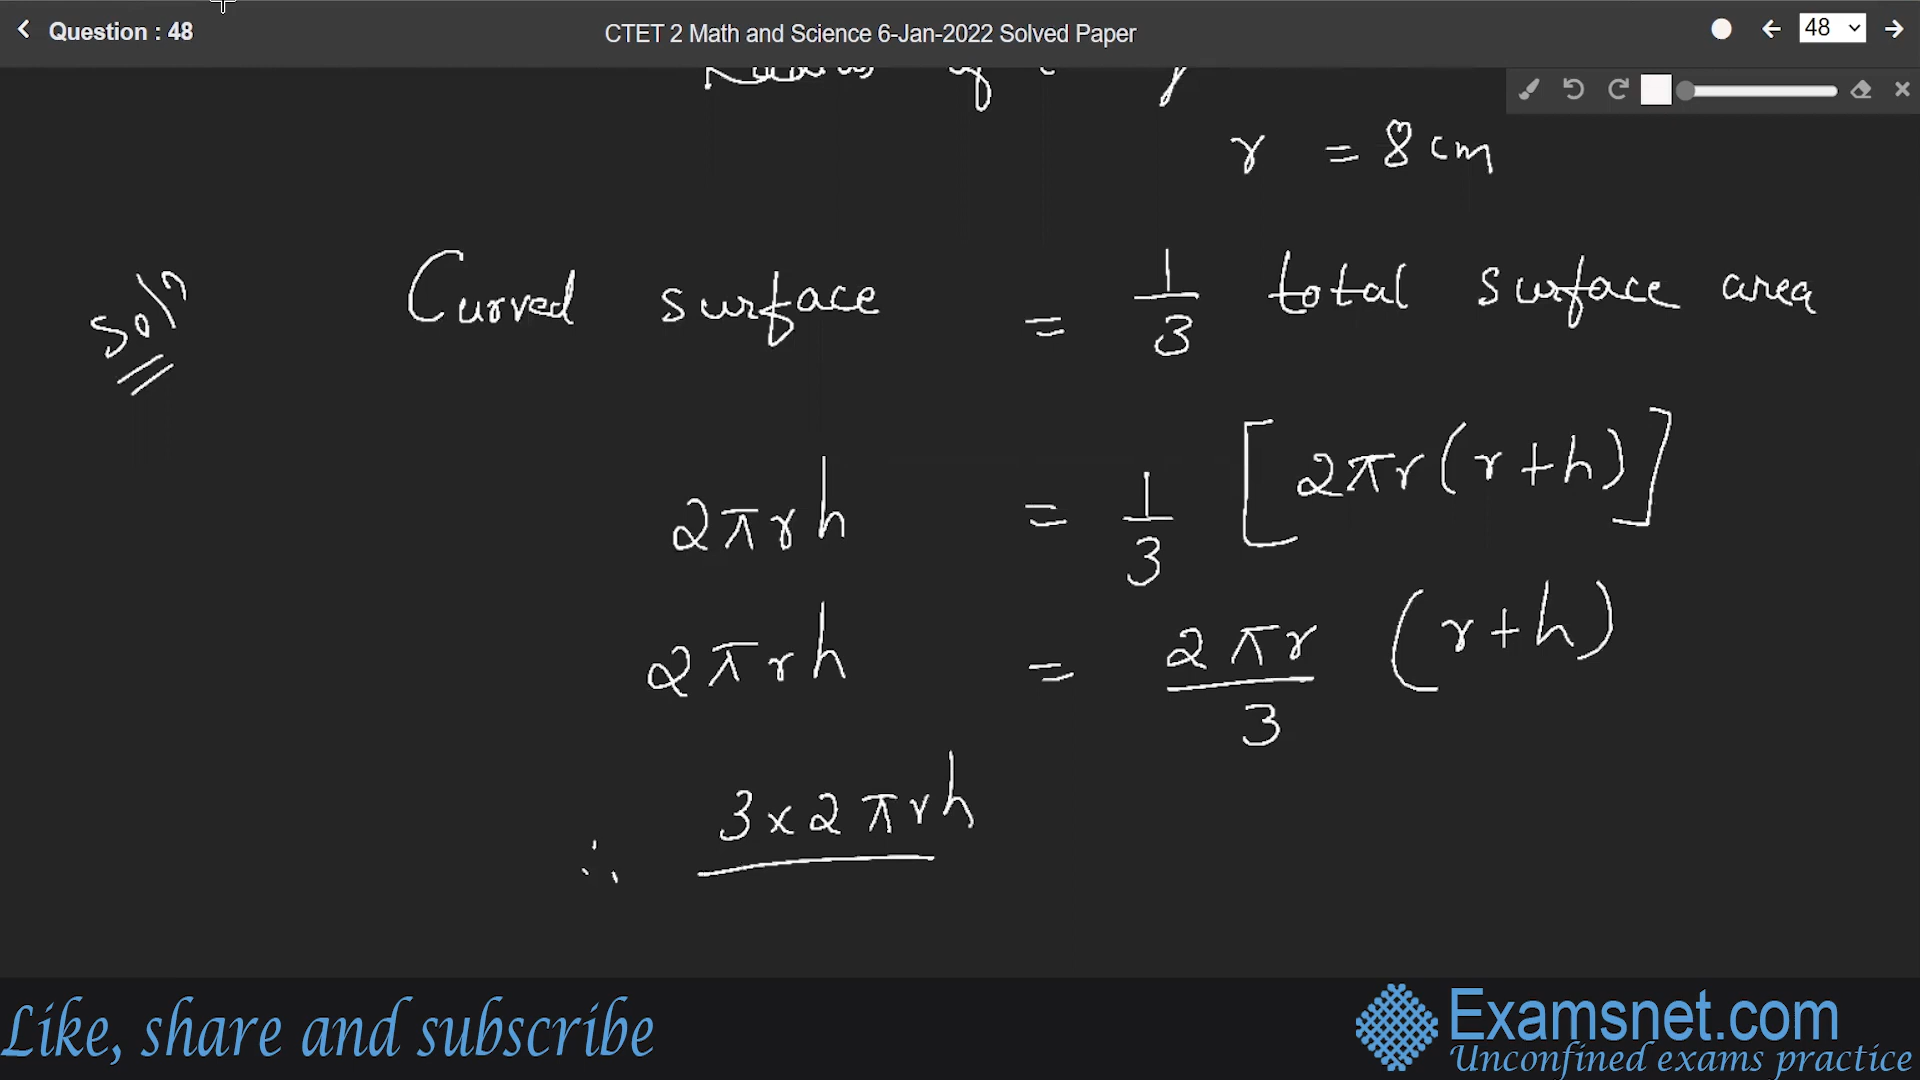 Question : 48
CTET 2 Math and Science 6-Jan-2022 Solved Paper
48
r = 8 cm
Solⁿ
Curved surface = 1/3 total surface area
2πrh = 1/3 [2πr(r+h)]
2πrh = 2πr/3 (r+h)
∴ 3×2πrh
Like, share and subscribe
Examsnet.com
Unconfined exams practice